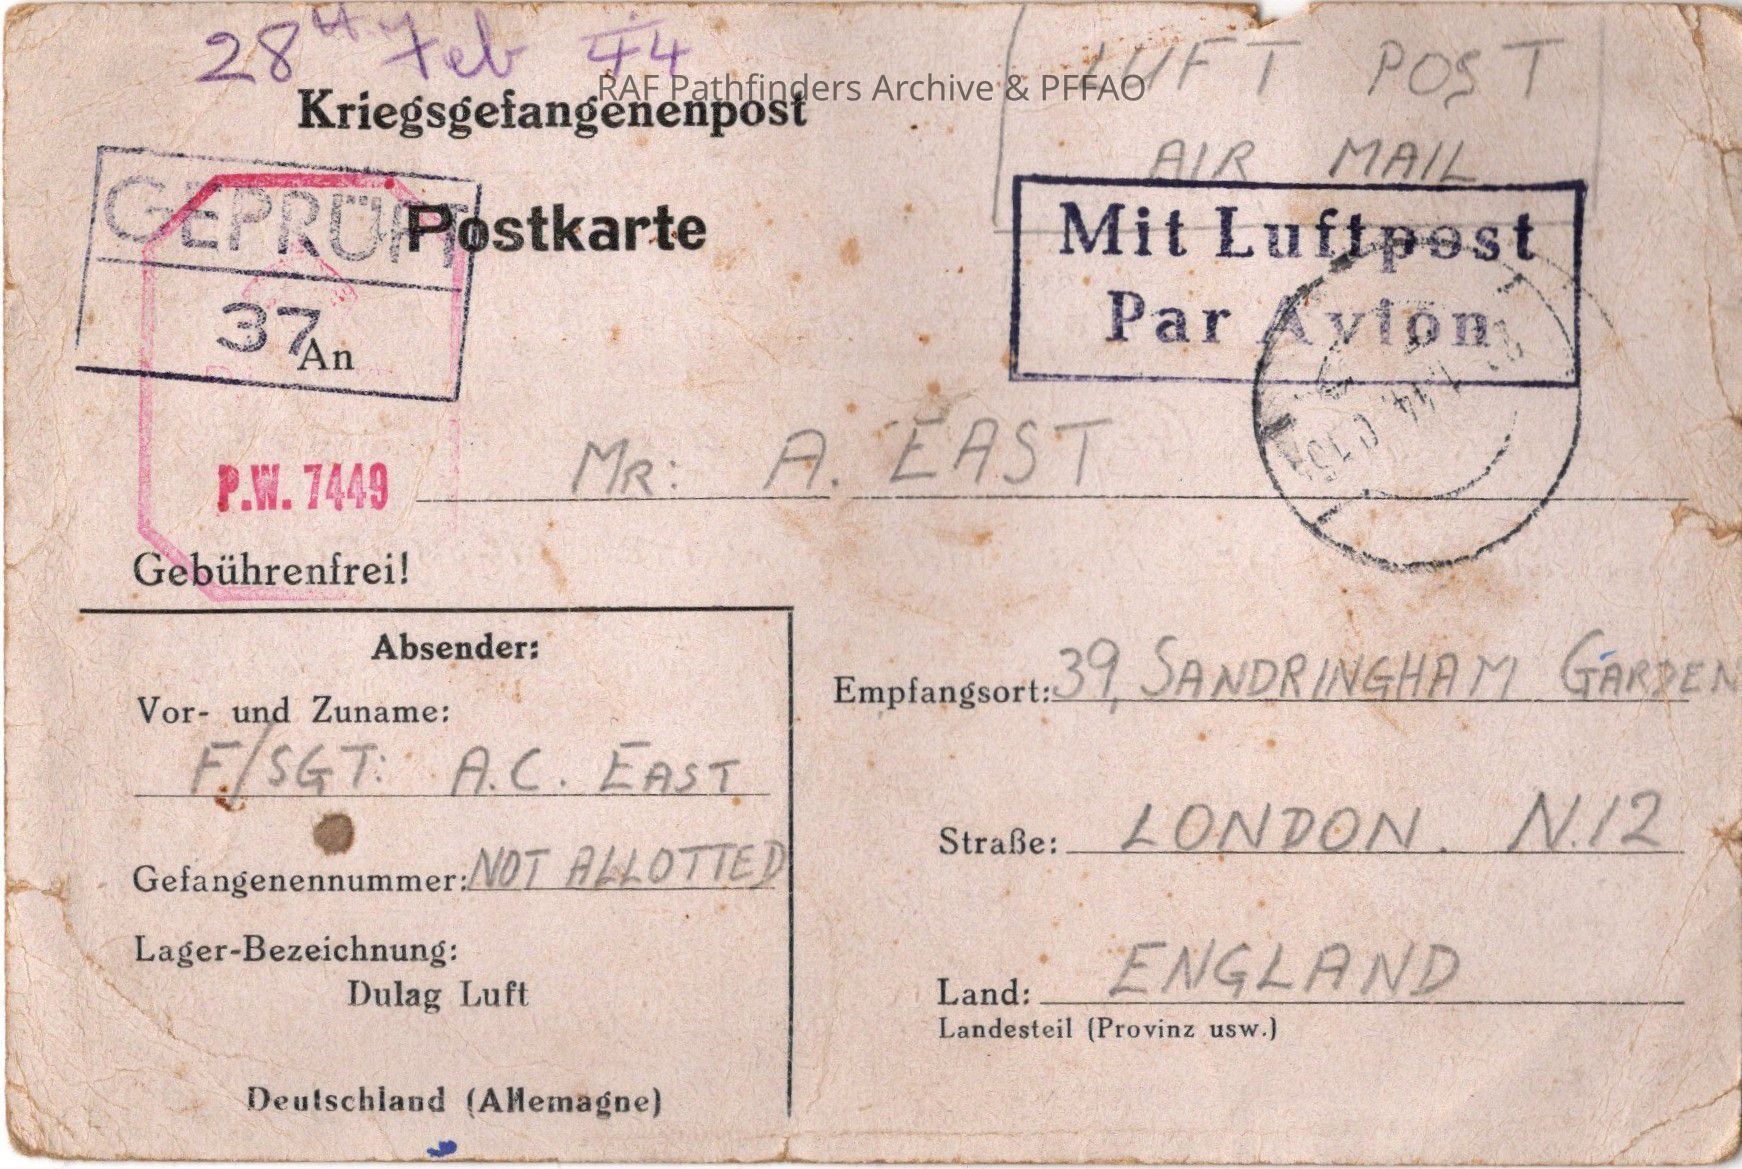 28th Feb 44
LUFT POST
RAF Pathfinders Archive & PFFAO
Kriegsgefangenenpost
AIR MAIL
GEPRÜFT
Postkarte
Mit Luftpost
Par Avion
37
An
Mr: A. EAST
P.W. 7449
Gebührenfrei!
Absender:
Vor- und Zuname:
F/SGT: A.C. EAST
Gefangenennummer: NOT ALLOTTED
Lager-Bezeichnung:
Dulag Luft
Deutschland (Allemagne)
Empfangsort: 39, SANDRINGHAM GARDEN
Straße: LONDON. N.12
Land: ENGLAND
Landesteil (Provinz usw.)